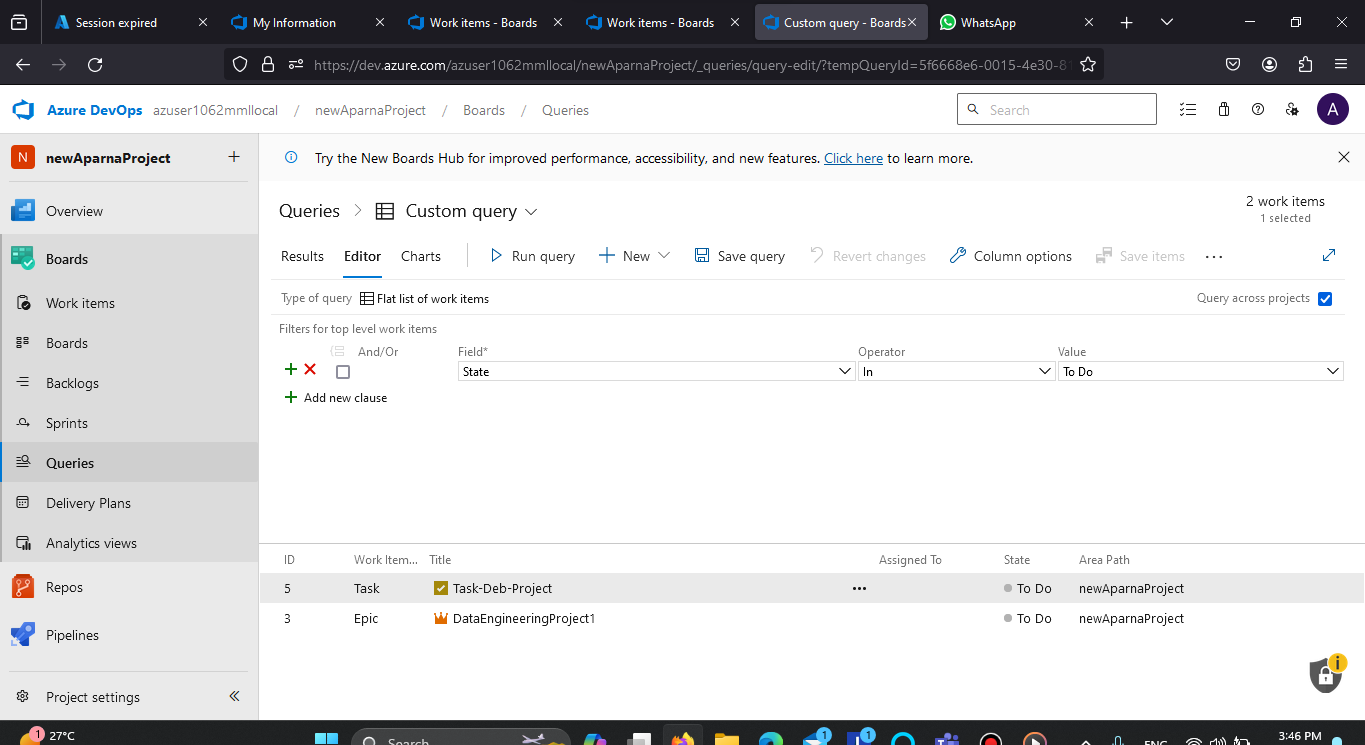 Session expired
My Information
Work items - Boards
Work items - Boards
Custom query - Boards
WhatsApp
https://dev.azure.com/azuser1062mmllocal/newAparnaProject/_queries/query-edit/?tempQueryId=5f6668e6-0015-4e30-81
Azure DevOps azuser1062mmllocal / newAparnaProject / Boards / Queries
Search
A
N newAparnaProject
Try the New Boards Hub for improved performance, accessibility, and new features. Click here to learn more.
Overview
Boards
Work items
Boards
Backlogs
Sprints
Queries
Delivery Plans
Analytics views
Repos
Pipelines
Project settings
Queries > Custom query
2 work items
1 selected
Results Editor Charts Run query New Save query Revert changes Column options Save items ...
Type of query Flat list of work items Query across projects
Filters for top level work items
And/Or Field* Operator Value
State In To Do
Add new clause
ID Work Item... Title Assigned To State Area Path
5 Task Task-Deb-Project ... To Do newAparnaProject
3 Epic DataEngineeringProject1 To Do newAparnaProject
i
1 27°C
Search
1
1
ENG
3:46 PM